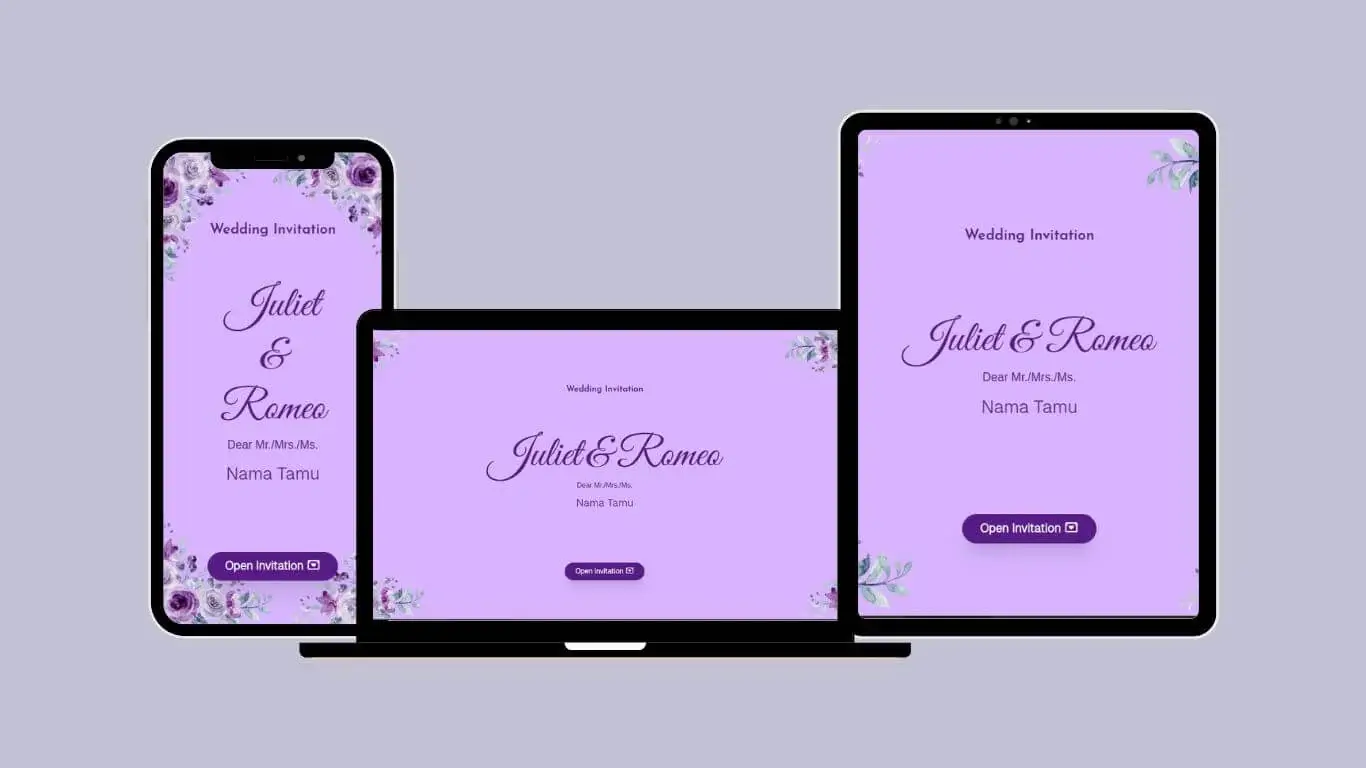 Wedding Invitation
Juliet
&
Romeo
Dear Mr./Mrs./Ms.
Nama Tamu
Open Invitation
Wedding Invitation
Juliet & Romeo
Dear Mr./Mrs./Ms.
Nama Tamu
Open Invitation
Wedding Invitation
Juliet & Romeo
Dear Mr./Mrs./Ms.
Nama Tamu
Open Invitation